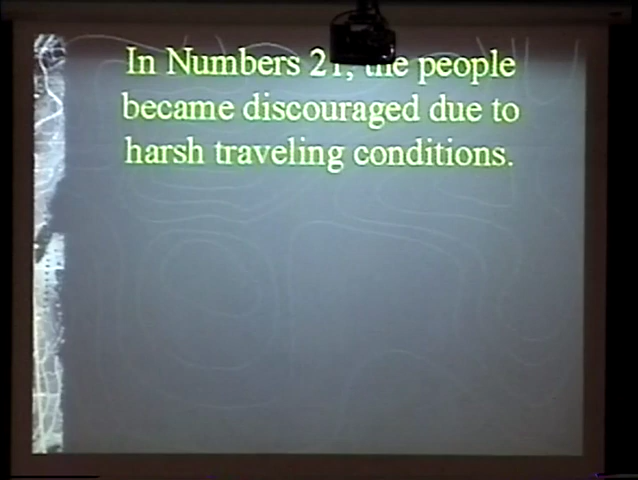 In Numbers 21, the people
became discouraged due to
harsh traveling conditions.